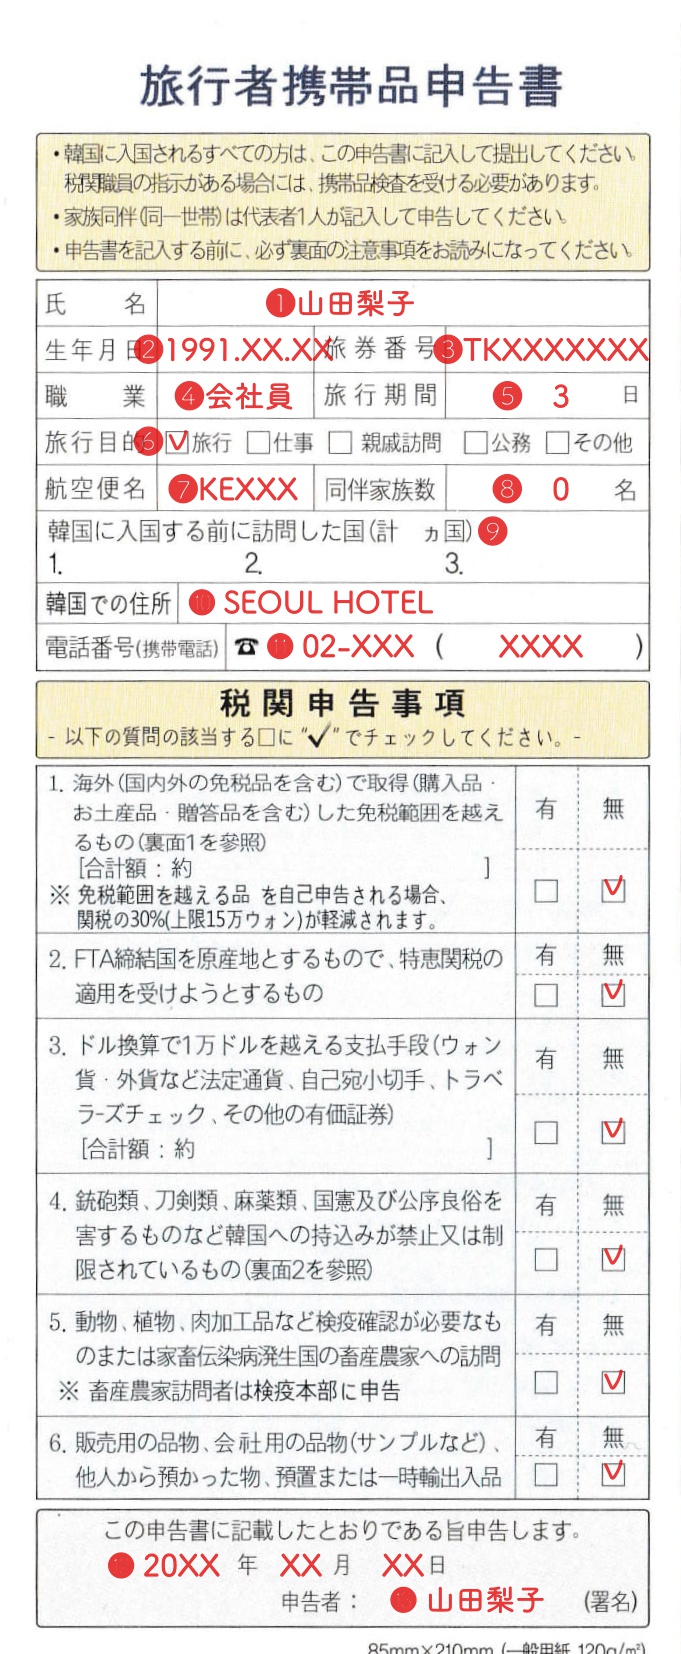 旅行者携帯品申告書
・韓国に入国されるすべての方は、この申告書に記入して提出してください。
税関職員の指示がある場合には、携帯品検査を受ける必要があります。
・家族同伴(同一世帯)は代表者1人が記入して申告してください。
・申告書を記入する前に、必ず裏面の注意事項をお読みになってください。
氏 名 ①山田梨子
生年月日 ②1991.XX.XX 旅券番号 ③TKXXXXXXX
職 業 ④会社員 旅行期間 ⑤ 3 日
旅行目的 ⑥ ☑旅行 □仕事 □ 親戚訪問 □公務 □その他
航空便名 ⑦KEXXX 同伴家族数 ⑧ 0 名
韓国に入国する前に訪問した国(計 ヵ国) ⑨
1. 2. 3.
韓国での住所 ⑩ SEOUL HOTEL
電話番号(携帯電話) ☎ ⑪ 02-XXX ( XXXX )
税関申告事項
- 以下の質問の該当する□に"✓"でチェックしてください。-
1. 海外(国内外の免税品を含む)で取得(購入品・ 有 無
お土産品・贈答品を含む)した免税範囲を越え
るもの(裏面1を参照)
[合計額：約 ]
※ 免税範囲を越える品 を自己申告される場合、 □ ☑
関税の30%(上限15万ウォン)が軽減されます。
2. FTA締結国を原産地とするもので、特恵関税の 有 無
適用を受けようとするもの □ ☑
3. ドル換算で1万ドルを越える支払手段(ウォン 有 無
貨・外貨など法定通貨、自己宛小切手、トラベ
ラーズチェック、その他の有価証券) □ ☑
[合計額：約 ]
4. 銃砲類、刀剣類、麻薬類、国憲及び公序良俗を 有 無
害するものなど韓国への持込みが禁止又は制
限されているもの(裏面2を参照) □ ☑
5. 動物、植物、肉加工品など検疫確認が必要なも 有 無
のまたは家畜伝染病発生国の畜産農家への訪問
※ 畜産農家訪問者は検疫本部に申告 □ ☑
6. 販売用の品物、会社用の品物(サンプルなど)、 有 無
他人から預かった物、預置または一時輸出入品 □ ☑
この申告書に記載したとおりである旨申告します。
20XX 年 XX 月 XX 日
申告者： 山田梨子 (署名)
85mm×210mm (一般用紙 120g/㎡)